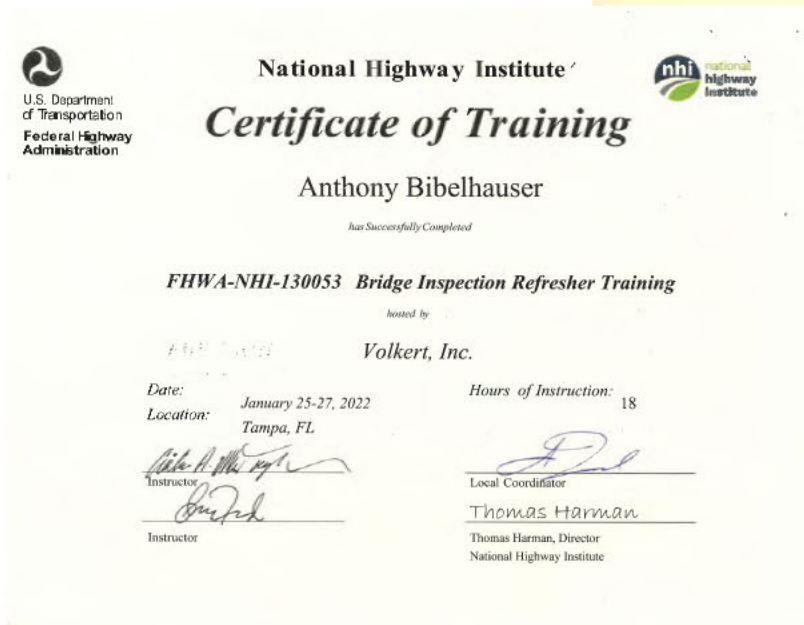 U.S. Department
of Transportation
Federal Highway
Administration
National Highway Institute
nhi national
highway
institute
Certificate of Training
Anthony Bibelhauser
has Successfully Completed
FHWA-NHI-130053 Bridge Inspection Refresher Training
hosted by
Volkert, Inc.
Date: January 25-27, 2022
Location: Tampa, FL
Hours of Instruction: 18
Instructor
Instructor
Local Coordinator
Thomas Harman
Thomas Harman, Director
National Highway Institute